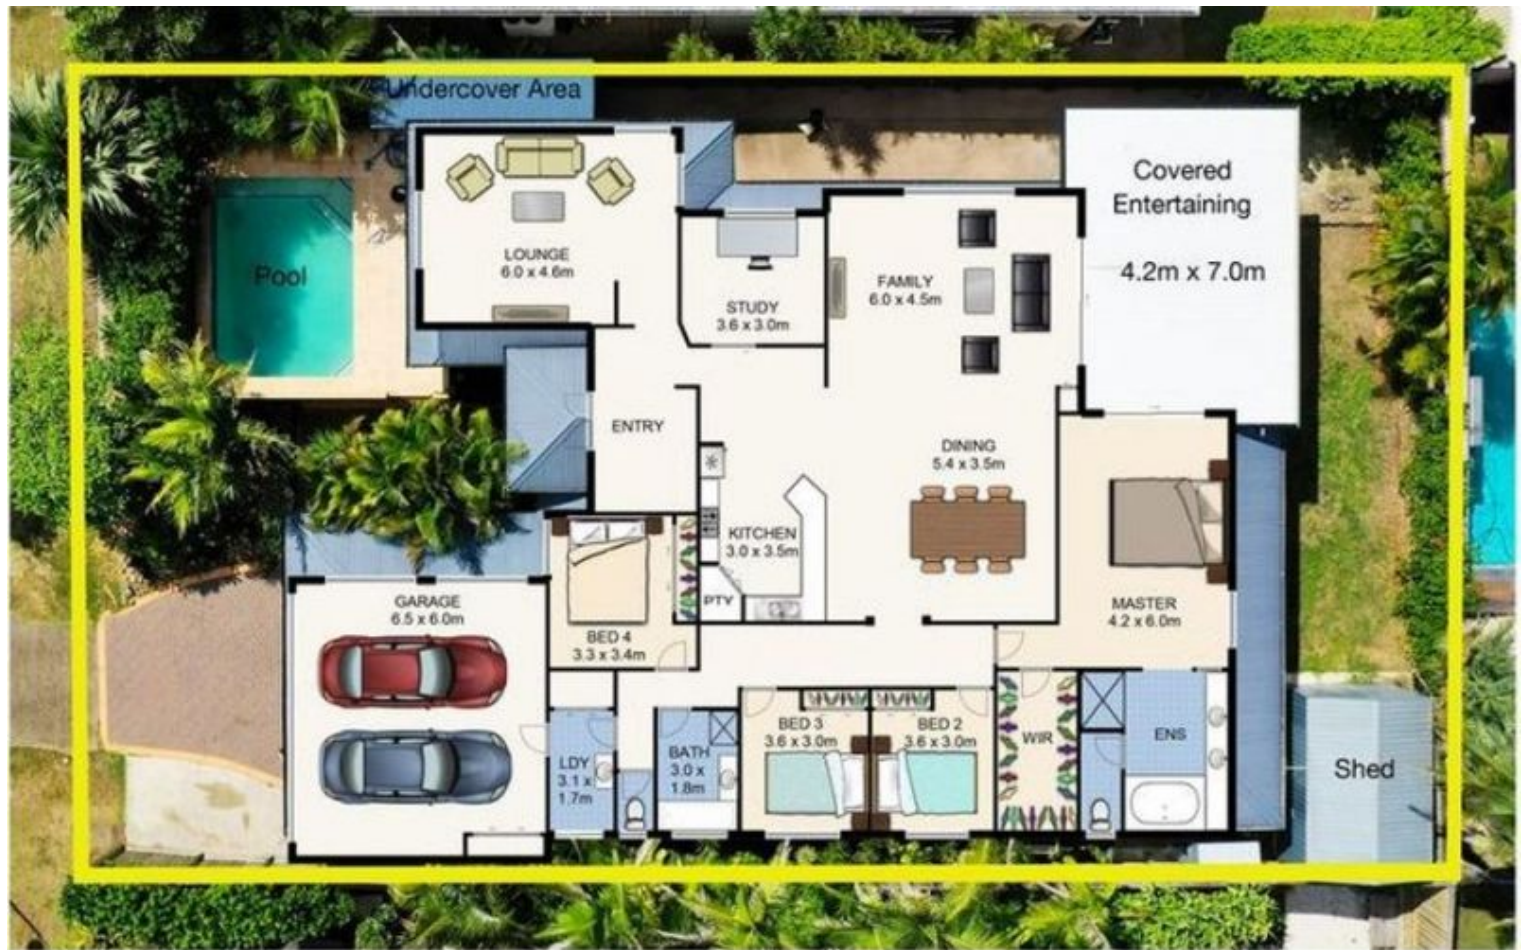 Undercover Area
Covered
Entertaining
4.2m x 7.0m
Pool
LOUNGE
6.0 x 4.6m
STUDY
3.6 x 3.0m
FAMILY
6.0 x 4.5m
ENTRY
DINING
5.4 x 3.5m
KITCHEN
3.0 x 3.5m
PTY
GARAGE
6.5 x 6.0m
BED 4
3.3 x 3.4m
MASTER
4.2 x 6.0m
LDY
3.1 x
1.7m
BATH
3.0 x
1.8m
BED 3
3.6 x 3.0m
BED 2
3.6 x 3.0m
WIR
ENS
Shed